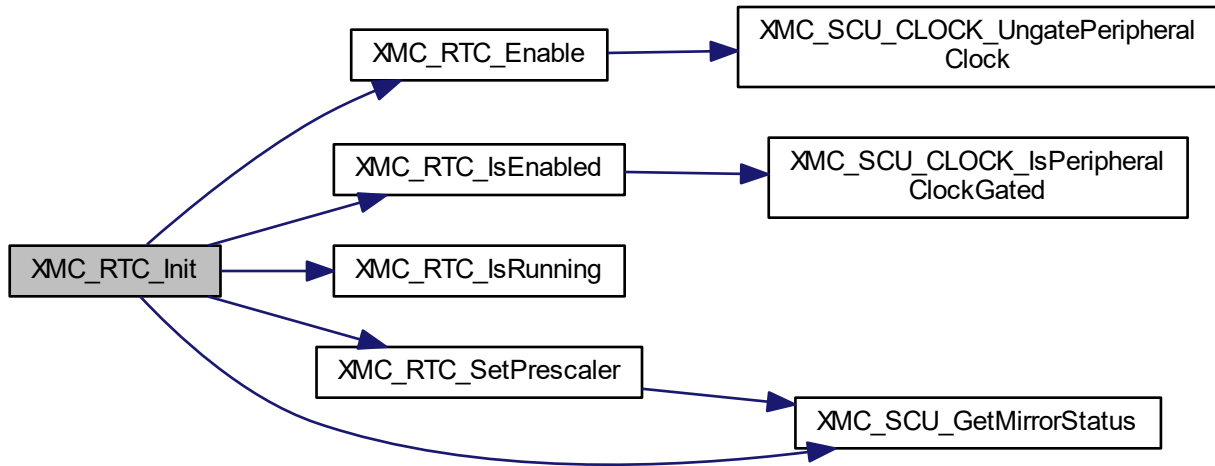 XMC_RTC_Enable
XMC_SCU_CLOCK_UngatePeripheral
Clock
XMC_RTC_IsEnabled
XMC_SCU_CLOCK_IsPeripheral
ClockGated
XMC_RTC_Init
XMC_RTC_IsRunning
XMC_RTC_SetPrescaler
XMC_SCU_GetMirrorStatus